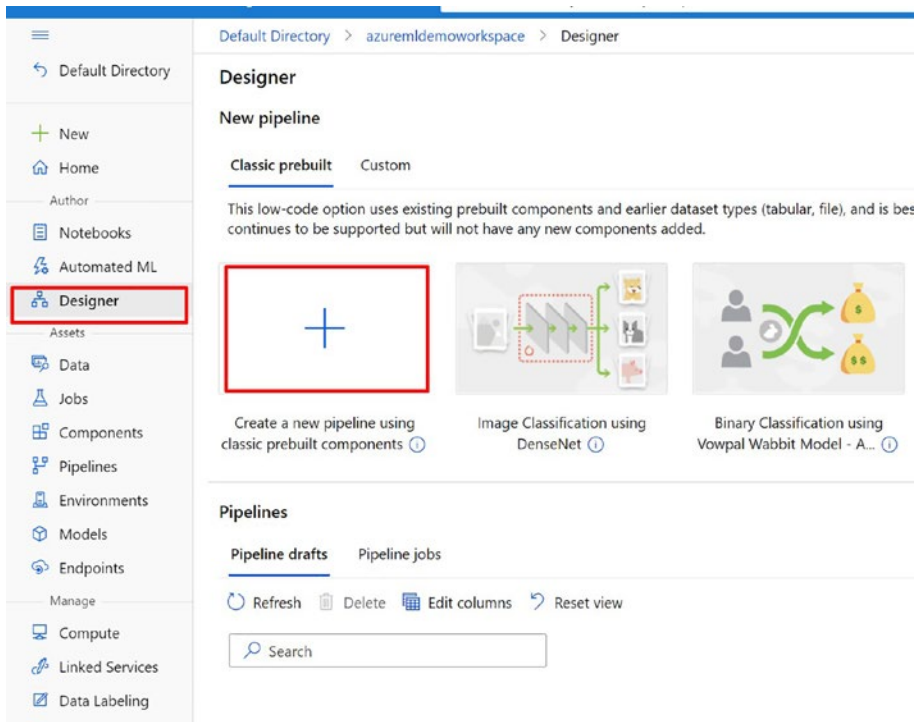 Default Directory > azuremldemoworkspace > Designer
Default Directory
New
Home
Author
Notebooks
Automated ML
Designer
Assets
Data
Jobs
Components
Pipelines
Environments
Models
Endpoints
Manage
Compute
Linked Services
Data Labeling
Designer
New pipeline
Classic prebuilt Custom
This low-code option uses existing prebuilt components and earlier dataset types (tabular, file), and is bes
continues to be supported but will not have any new components added.
Create a new pipeline using
classic prebuilt components
Image Classification using
DenseNet
$
$$
Binary Classification using
Vowpal Wabbit Model - A...
Pipelines
Pipeline drafts Pipeline jobs
Refresh Delete Edit columns Reset view
Search